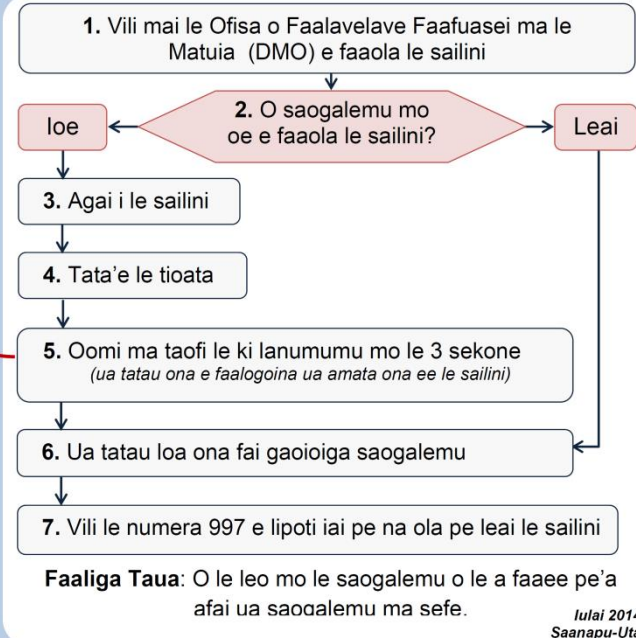 1. Vili mai le Ofisa o Faalavelave Faafuasei ma le
Matuia (DMO) e faaola le sailini
2. O saogalemu mo
oe e faaola le sailini?
Ioe
Leai
3. Agai i le sailini
4. Tata'e le tioata
5. Oomi ma taofi le ki lanumumu mo le 3 sekone
(ua tatau ona e faalogoina ua amata ona ee le sailini)
6. Ua tatau loa ona fai gaoioiga saogalemu
7. Vili le numera 997 e lipoti iai pe na ola pe leai le sailini
Faaliga Taua: O le leo mo le saogalemu o le a faaee pe'a
afai ua saogalemu ma sefe.
Iulai 2014
Saanapu-Uta